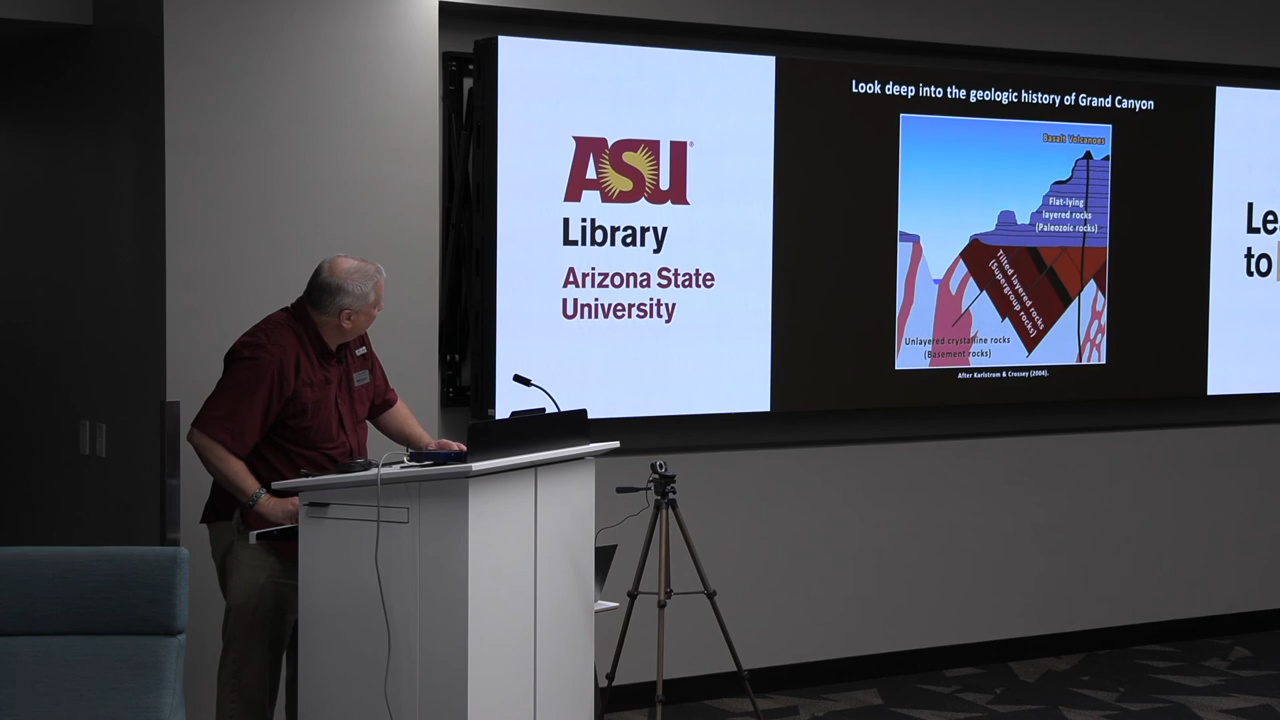 ASU
Library
Arizona State
University
Look deep into the geologic history of Grand Canyon
Basalt Volcanoes
Flat-lying
layered rocks
(Paleozoic rocks)
Tilted layered rocks
(Supergroup rocks)
Unlayered crystalline rocks
(Basement rocks)
After Karlstrom & Crossey (2004).
Le
to